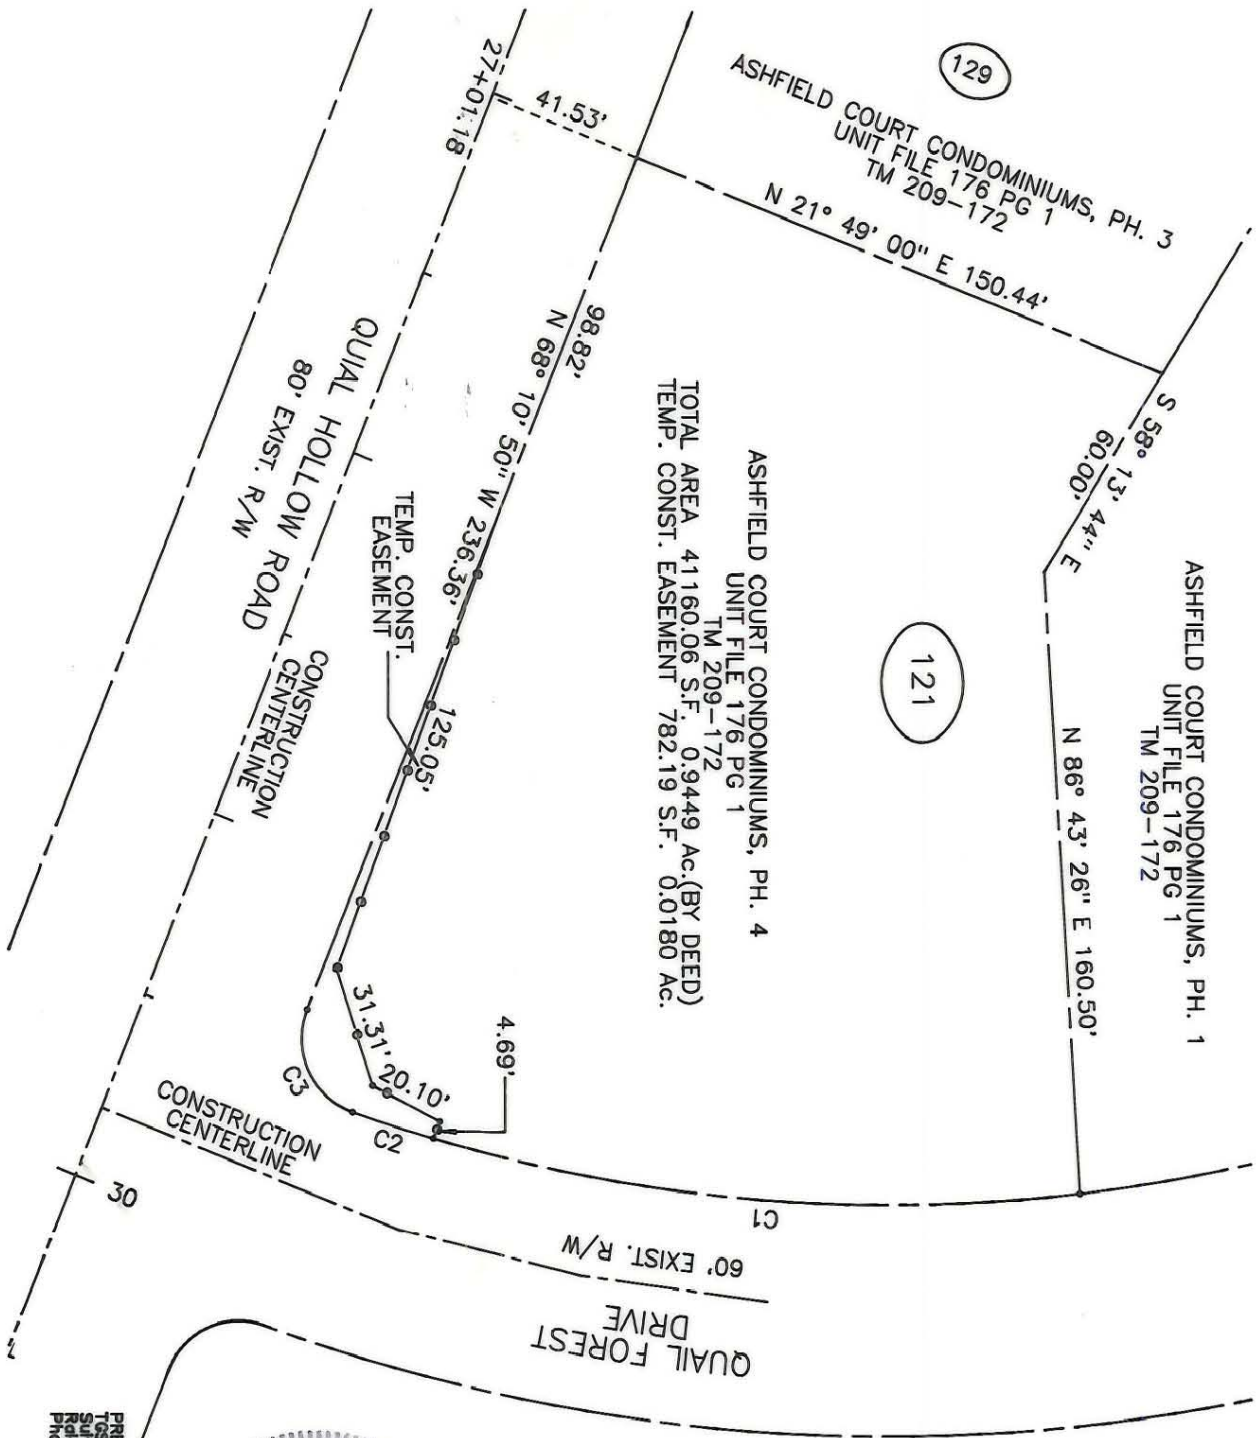 129
ASHFIELD COURT CONDOMINIUMS, PH. 3
UNIT FILE 176 PG 1
TM 209-172
27+01.18
41.53'
N 21° 49' 00" E 150.44'
S 58° 13' 44" E
60.00'
ASHFIELD COURT CONDOMINIUMS, PH. 1
UNIT FILE 176 PG 1
TM 209-172
N 86° 43' 26" E 160.50'
121
ASHFIELD COURT CONDOMINIUMS, PH. 4
UNIT FILE 176 PG 1
TM 209-172
TOTAL AREA 41160.06 S.F. 0.9449 Ac.(BY DEED)
TEMP. CONST. EASEMENT 782.19 S.F. 0.0180 Ac.
98.82'
N 68° 10' 50" W 236.36'
125.05'
TEMP. CONST.
EASEMENT
QUIAL HOLLOW ROAD
80' EXIST. R/W
CONSTRUCTION
CENTERLINE
31.31'
20.10'
4.69'
C3
C2
C1
CONSTRUCTION
CENTERLINE
30
60' EXIST. R/W
QUAIL FOREST
DRIVE